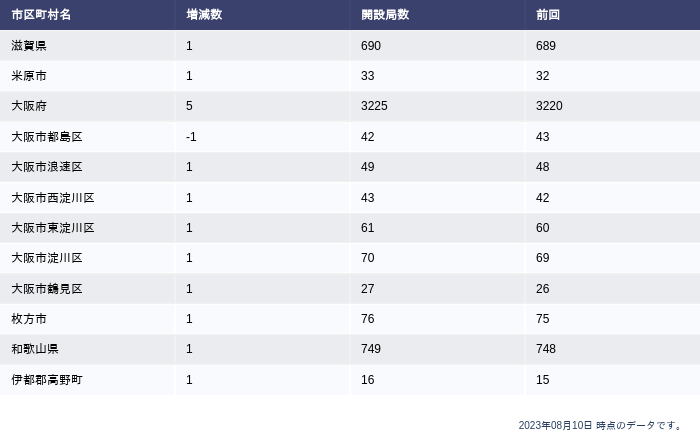 市区町村名 増減数 開設局数 前回
滋賀県 1 690 689
米原市 1 33 32
大阪府 5 3225 3220
大阪市都島区 -1 42 43
大阪市浪速区 1 49 48
大阪市西淀川区 1 43 42
大阪市東淀川区 1 61 60
大阪市淀川区 1 70 69
大阪市鶴見区 1 27 26
枚方市 1 76 75
和歌山県 1 749 748
伊都郡高野町 1 16 15
2023年08月10日 時点のデータです。